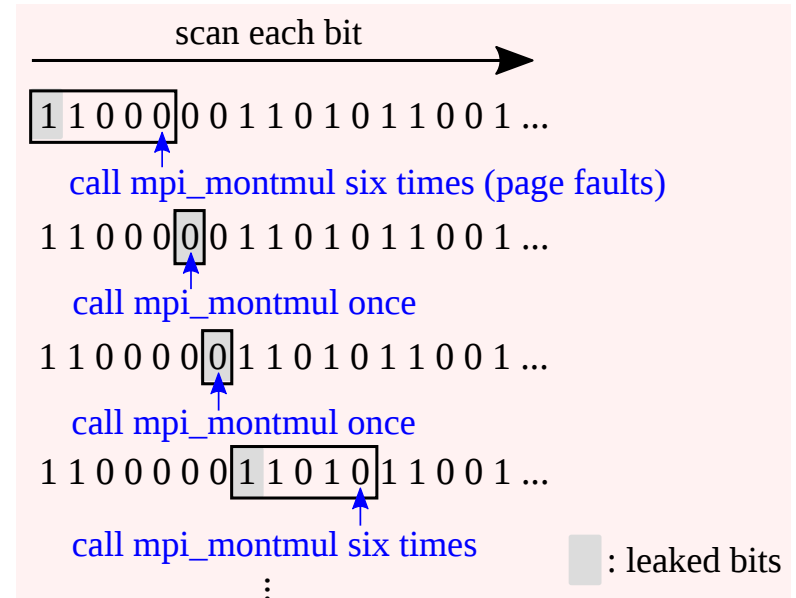 scan each bit
1 1 0 0 0 0 0 1 1 0 1 0 1 1 0 0 1 ...
call mpi_montmul six times (page faults)
1 1 0 0 0 0 0 1 1 0 1 0 1 1 0 0 1 ...
call mpi_montmul once
1 1 0 0 0 0 0 1 1 0 1 0 1 1 0 0 1 ...
call mpi_montmul once
1 1 0 0 0 0 0 1 1 0 1 0 1 1 0 0 1 ...
call mpi_montmul six times
: leaked bits
⋮